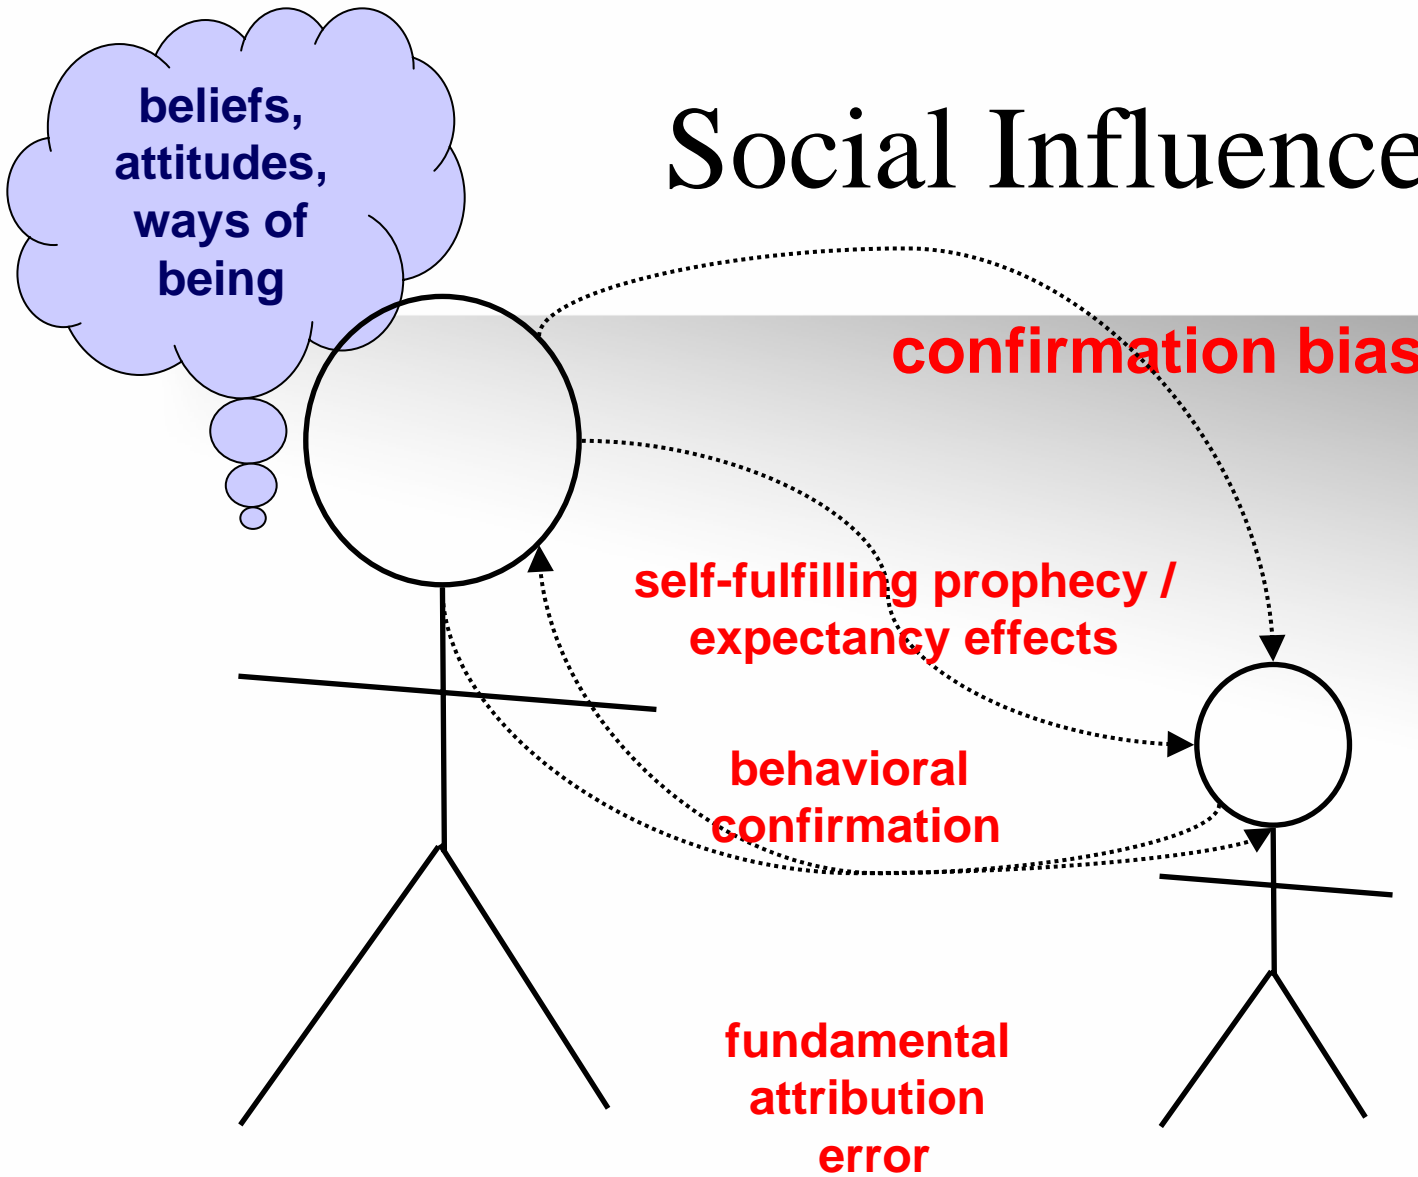 beliefs,
attitudes,
ways of
being
Social Influence
confirmation bias
self-fulfilling prophecy /
expectancy effects
behavioral
confirmation
fundamental
attribution
error